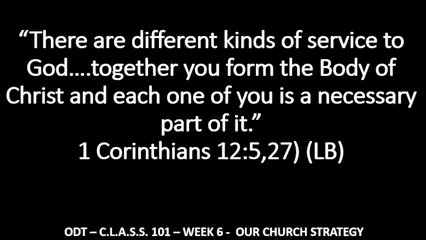 “There are different kinds of service to
God….together you form the Body of
Christ and each one of you is a necessary
part of it.”
1 Corinthians 12:5,27) (LB)
ODT – C.L.A.S.S. 101 – WEEK 6 - OUR CHURCH STRATEGY